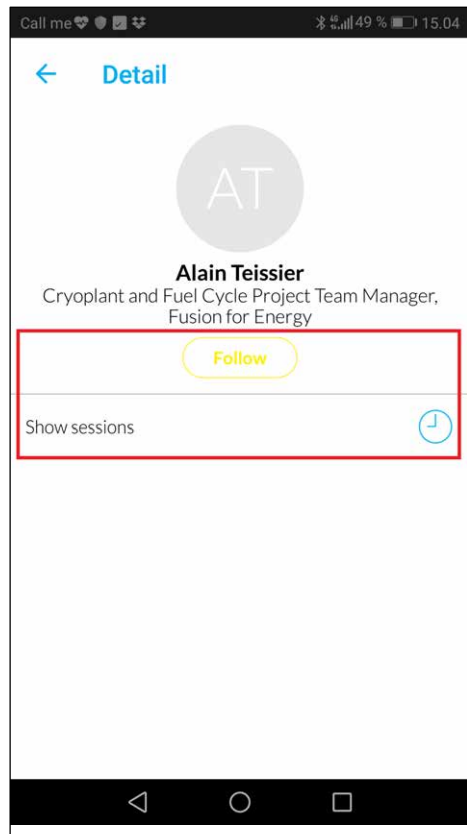 Call me 49 % 15.04
Detail
AT
Alain Teissier
Cryoplant and Fuel Cycle Project Team Manager,
Fusion for Energy
Follow
Show sessions